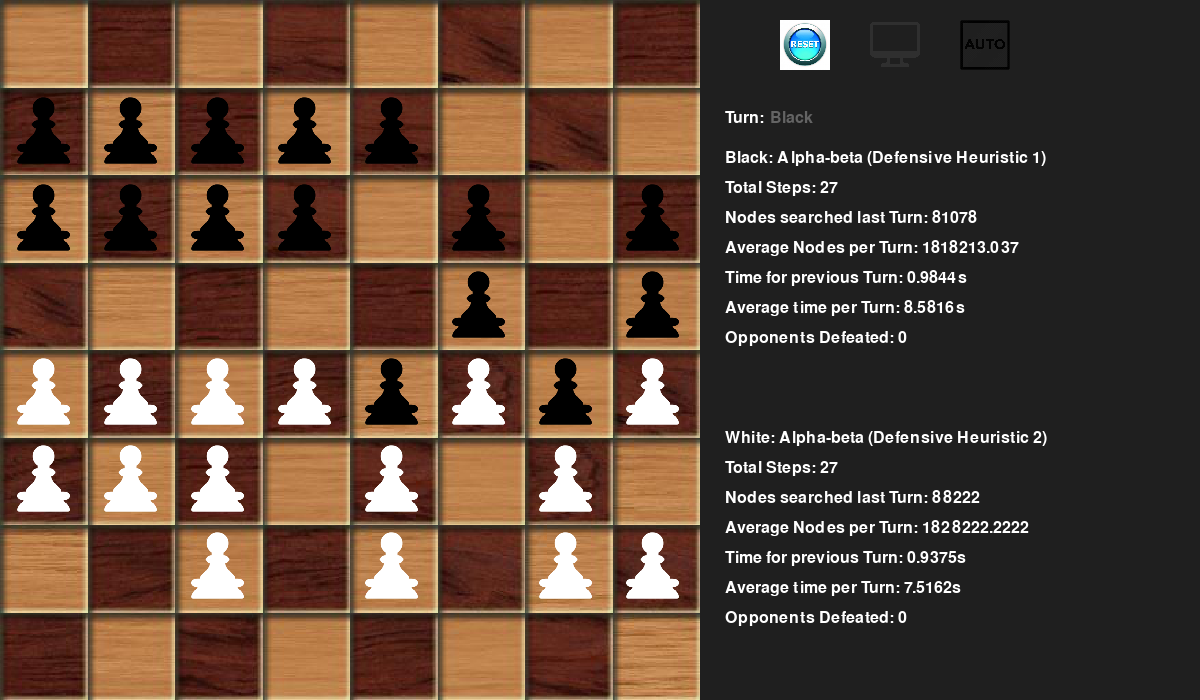 RESET
AUTO
Turn: Black
Black: Alpha-beta (Defensive Heuristic 1)
Total Steps: 27
Nodes searched last Turn: 81078
Average Nodes per Turn: 1818213.037
Time for previous Turn: 0.9844s
Average time per Turn: 8.5816s
Opponents Defeated: 0
White: Alpha-beta (Defensive Heuristic 2)
Total Steps: 27
Nodes searched last Turn: 88222
Average Nodes per Turn: 1828222.2222
Time for previous Turn: 0.9375s
Average time per Turn: 7.5162s
Opponents Defeated: 0